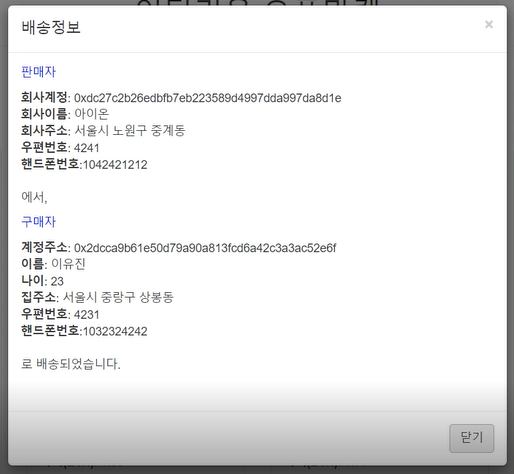 배송정보
×
판매자
회사계정: 0xdc27c2b26edbfb7eb223589d4997dda997da8d1e
회사이름: 아이온
회사주소: 서울시 노원구 중계동
우편번호: 4241
핸드폰번호:1042421212
에서,
구매자
계정주소: 0x2dcca9b61e50d79a90a813fcd6a42c3a3ac52e6f
이름: 이유진
나이: 23
집주소: 서울시 중랑구 상봉동
우편번호: 4231
핸드폰번호:1032324242
로 배송되었습니다.
닫기